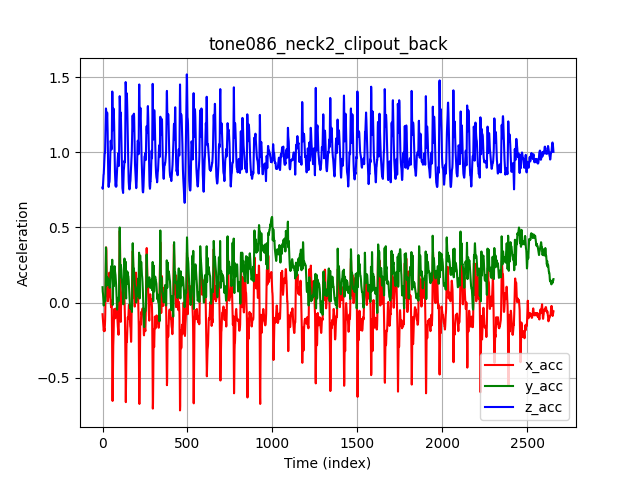 tone086_neck2_clipout_back
1.5
1.0
0.5
0.0
−0.5
Acceleration
0
500
1000
1500
2000
2500
Time (index)
x_acc
y_acc
z_acc